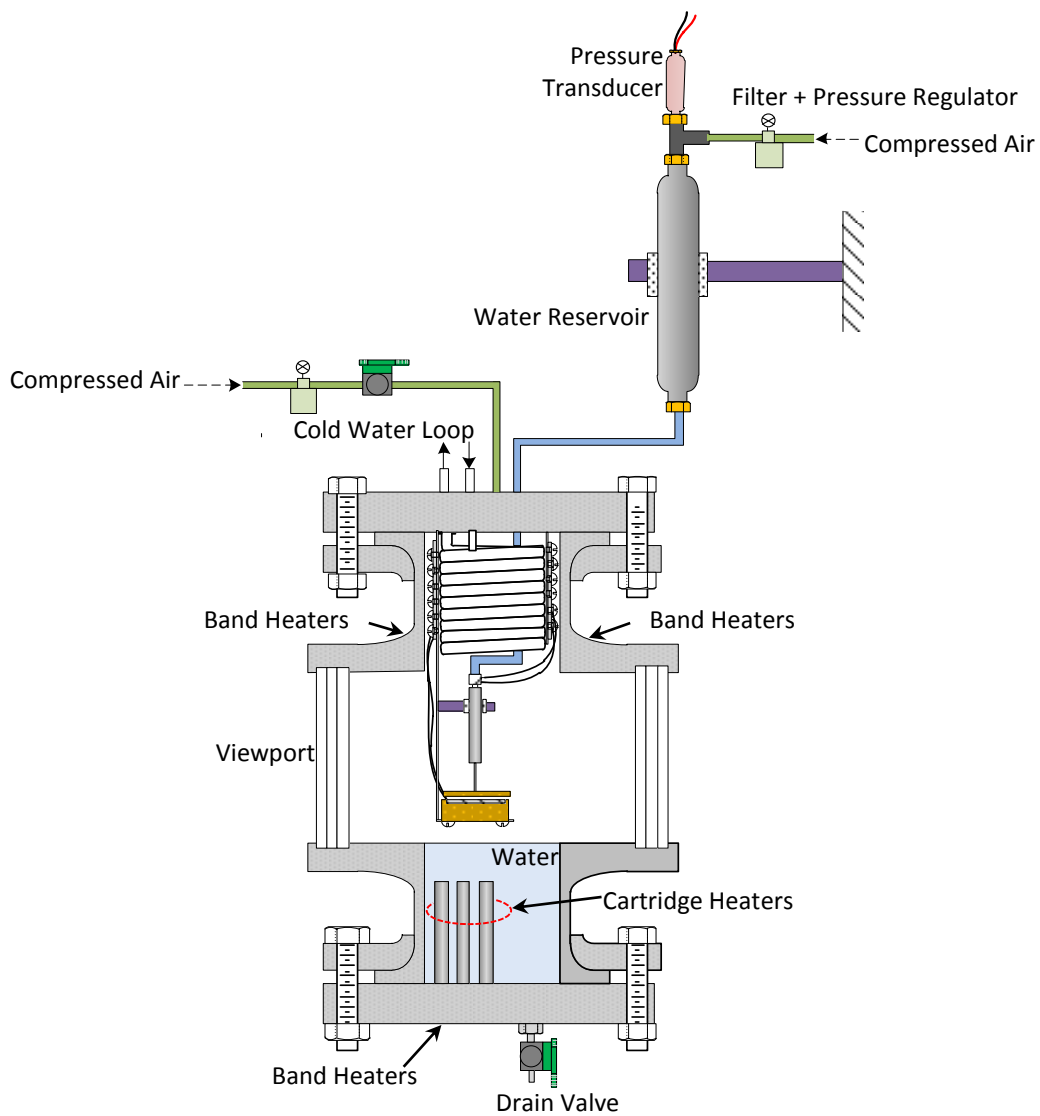 Pressure
Transducer
Filter + Pressure Regulator
Compressed Air
Water Reservoir
Compressed Air
Cold Water Loop
Band Heaters
Band Heaters
Viewport
Water
Cartridge Heaters
Band Heaters
Drain Valve